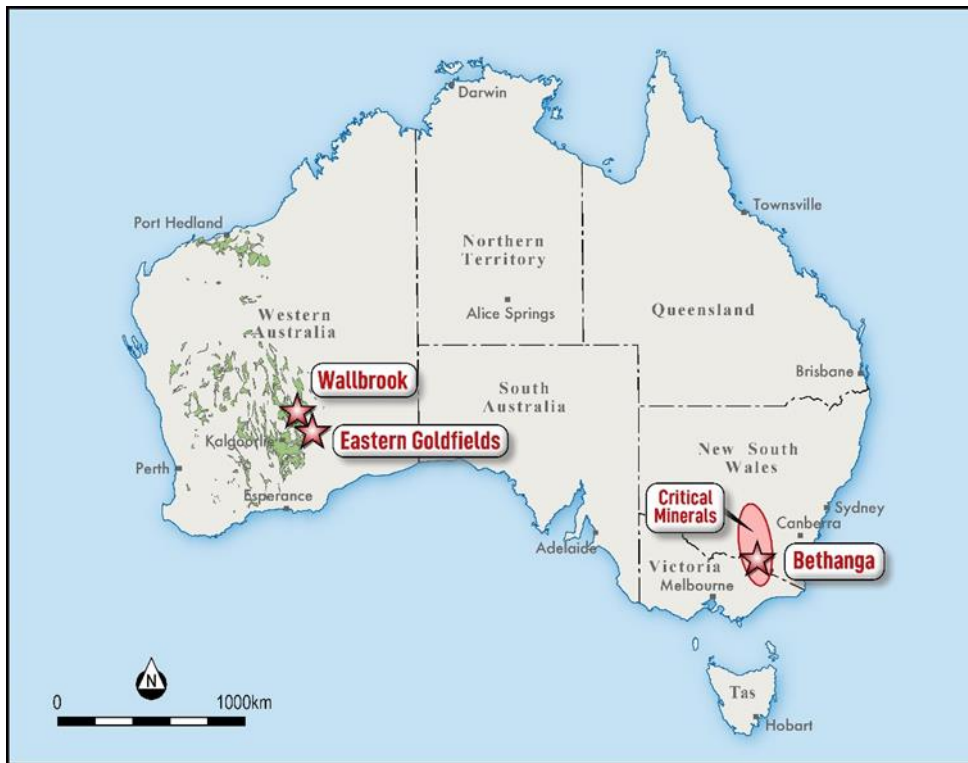 Darwin
Townsville
Port Hedland
Northern
Territory
Alice Springs
Western
Australia
Queensland
Brisbane
Wallbrook
South
Australia
Kalgoorlie
Eastern Goldfields
New South
Wales
Perth
Esperance
Critical
Minerals
Sydney
Canberra
Adelaide
Victoria
Bethanga
Melbourne
N
0 1000km
Tas
Hobart